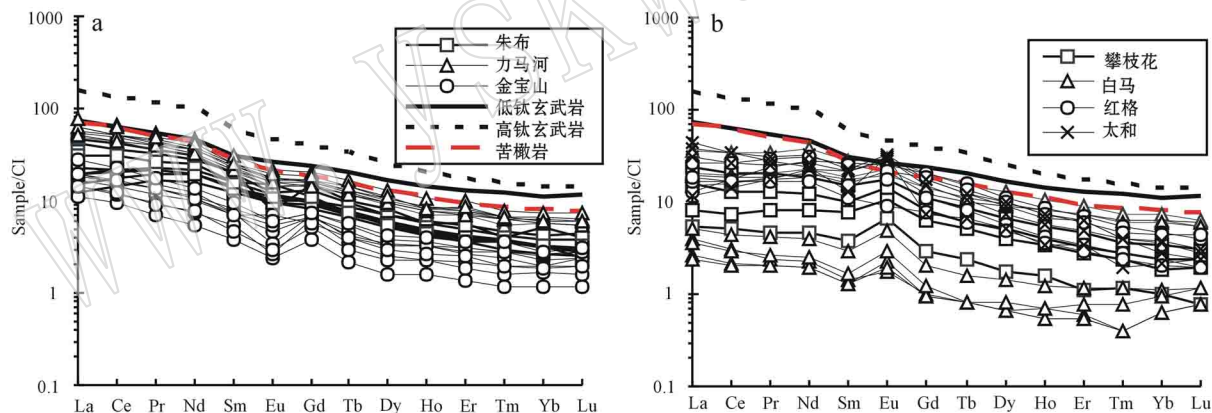 a
1000
100
10
1
0.1
Sample/CI
朱布
力马河
金宝山
低钛玄武岩
高钛玄武岩
苦橄岩
La Ce Pr Nd Sm Eu Gd Tb Dy Ho Er Tm Yb Lu
b
1000
100
10
1
0.1
Sample/CI
攀枝花
白马
红格
太和
La Ce Pr Nd Sm Eu Gd Tb Dy Ho Er Tm Yb Lu